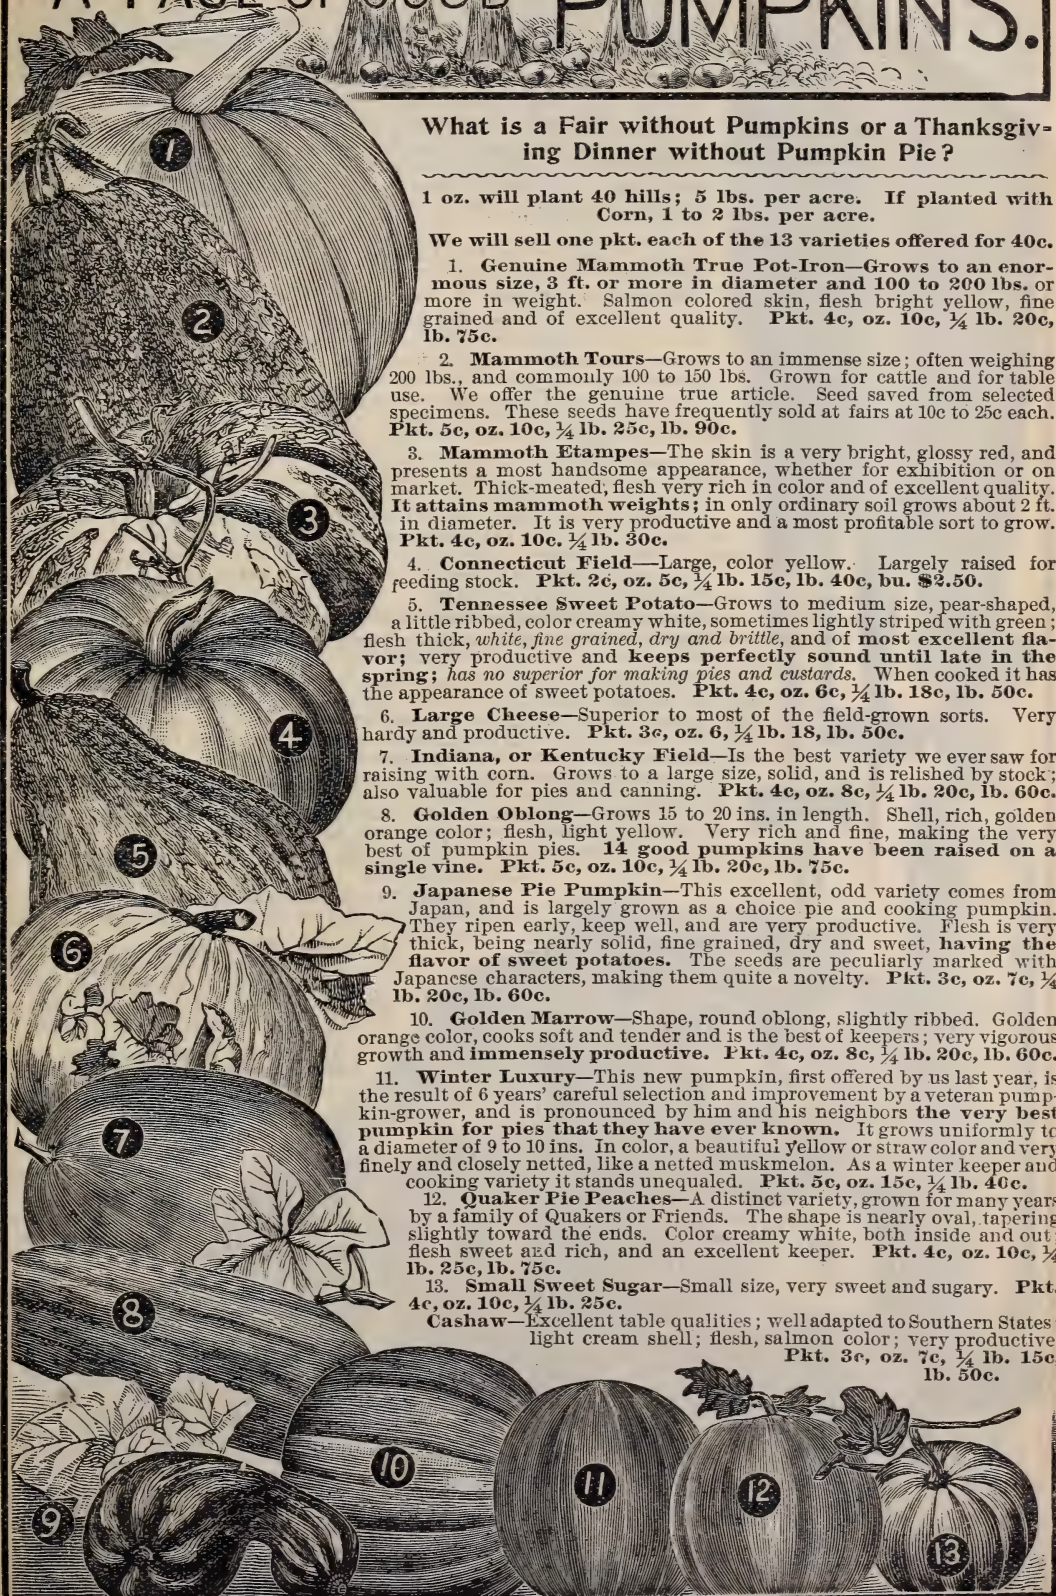 A PAGE OF GOOD PUMPKINS.
What is a Fair without Pumpkins or a Thanksgiv-
ing Dinner without Pumpkin Pie?
1 oz. will plant 40 hills; 5 lbs. per acre. If planted with
Corn, 1 to 2 lbs. per acre.
We will sell one pkt. each of the 13 varieties offered for 40c.
1. Genuine Mammoth True Pot-Iron—Grows to an enor-
mous size, 3 ft. or more in diameter and 100 to 200 lbs. or
more in weight. Salmon colored skin, flesh bright yellow, fine
grained and of excellent quality. Pkt. 4c, oz. 10c, ¼ lb. 20c,
lb. 75c.
2. Mammoth Tours—Grows to an immense size; often weighing
200 lbs., and commonly 100 to 150 lbs. Grown for cattle and for table
use. We offer the genuine true article. Seed saved from selected
specimens. These seeds have frequently sold at fairs at 10c to 25c each.
Pkt. 5c, oz. 10c, ¼ lb. 25c, lb. 90c.
3. Mammoth Etampes—The skin is a very bright, glossy red, and
presents a most handsome appearance, whether for exhibition or on
market. Thick-meated, flesh very rich in color and of excellent quality.
It attains mammoth weights; in only ordinary soil grows about 2 ft.
in diameter. It is very productive and a most profitable sort to grow.
Pkt. 4c, oz. 10c. ¼ lb. 30c.
4. Connecticut Field—Large, color yellow. Largely raised for
feeding stock. Pkt. 2c, oz. 5c, ¼ lb. 15c, lb. 40c, bu. $2.50.
5. Tennessee Sweet Potato—Grows to medium size, pear-shaped,
a little ribbed, color creamy white, sometimes lightly striped with green;
flesh thick, white, fine grained, dry and brittle, and of most excellent fla-
vor; very productive and keeps perfectly sound until late in the
spring; has no superior for making pies and custards. When cooked it has
the appearance of sweet potatoes. Pkt. 4c, oz. 6c, ¼ lb. 18c, lb. 50c.
6. Large Cheese—Superior to most of the field-grown sorts. Very
hardy and productive. Pkt. 3c, oz. 6, ¼ lb. 18, lb. 50c.
7. Indiana, or Kentucky Field—Is the best variety we ever saw for
raising with corn. Grows to a large size, solid, and is relished by stock;
also valuable for pies and canning. Pkt. 4c, oz. 8c, ¼ lb. 20c, lb. 60c.
8. Golden Oblong—Grows 15 to 20 ins. in length. Shell, rich, golden
orange color; flesh, light yellow. Very rich and fine, making the very
best of pumpkin pies. 14 good pumpkins have been raised on a
single vine. Pkt. 5c, oz. 10c, ¼ lb. 20c, lb. 75c.
9. Japanese Pie Pumpkin—This excellent, odd variety comes from
Japan, and is largely grown as a choice pie and cooking pumpkin.
They ripen early, keep well, and are very productive. Flesh is very
thick, being nearly solid, fine grained, dry and sweet, having the
flavor of sweet potatoes. The seeds are peculiarly marked with
Japanese characters, making them quite a novelty. Pkt. 3c, oz. 7c, ¼
lb. 20c, lb. 60c.
10. Golden Marrow—Shape, round oblong, slightly ribbed. Golden
orange color, cooks soft and tender and is the best of keepers; very vigorous
growth and immensely productive. Pkt. 4c, oz. 8c, ¼ lb. 20c, lb. 60c.
11. Winter Luxury—This new pumpkin, first offered by us last year, is
the result of 6 years' careful selection and improvement by a veteran pump-
kin-grower, and is pronounced by him and his neighbors the very best
pumpkin for pies that they have ever known. It grows uniformly to
a diameter of 9 to 10 ins. In color, a beautiful yellow or straw color and very
finely and closely netted, like a netted muskmelon. As a winter keeper and
cooking variety it stands unequaled. Pkt. 5c, oz. 15c, ¼ lb. 40c.
12. Quaker Pie Peaches—A distinct variety, grown for many years
by a family of Quakers or Friends. The shape is nearly oval, tapering
slightly toward the ends. Color creamy white, both inside and out;
flesh sweet and rich, and an excellent keeper. Pkt. 4c, oz. 10c, ¼
lb. 25c, lb. 75c.
13. Small Sweet Sugar—Small size, very sweet and sugary. Pkt.
4c, oz. 10c, ¼ lb. 25c.
Cashaw—Excellent table qualities; well adapted to Southern States;
light cream shell; flesh, salmon color; very productive
Pkt. 3c, oz. 7c, ¼ lb. 15c
lb. 50c.
1
2
3
4
5
6
7
8
9
10
11
12
13